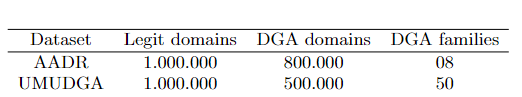 Dataset Legit domains DGA domains DGA families
AADR 1.000.000 800.000 08
UMUDGA 1.000.000 500.000 50